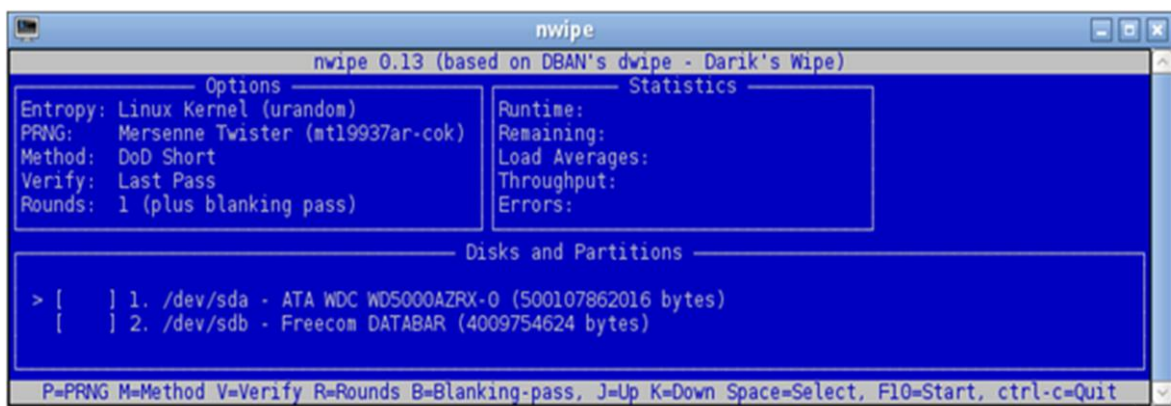 nwipe
nwipe 0.13 (based on DBAN's dwipe - Darik's Wipe)
Options
Entropy: Linux Kernel (urandom)
PRNG: Mersenne Twister (mt19937ar-cok)
Method: DoD Short
Verify: Last Pass
Rounds: 1 (plus blanking pass)
Statistics
Runtime:
Remaining:
Load Averages:
Throughput:
Errors:
Disks and Partitions
> [ ] 1. /dev/sda - ATA WDC WD5000AZRX-0 (500107862016 bytes)
[ ] 2. /dev/sdb - Freecom DATABAR (4009754624 bytes)
P=PRNG M=Method V=Verify R=Rounds B=Blanking-pass, J=Up K=Down Space=Select, F10=Start, ctrl-c=Quit